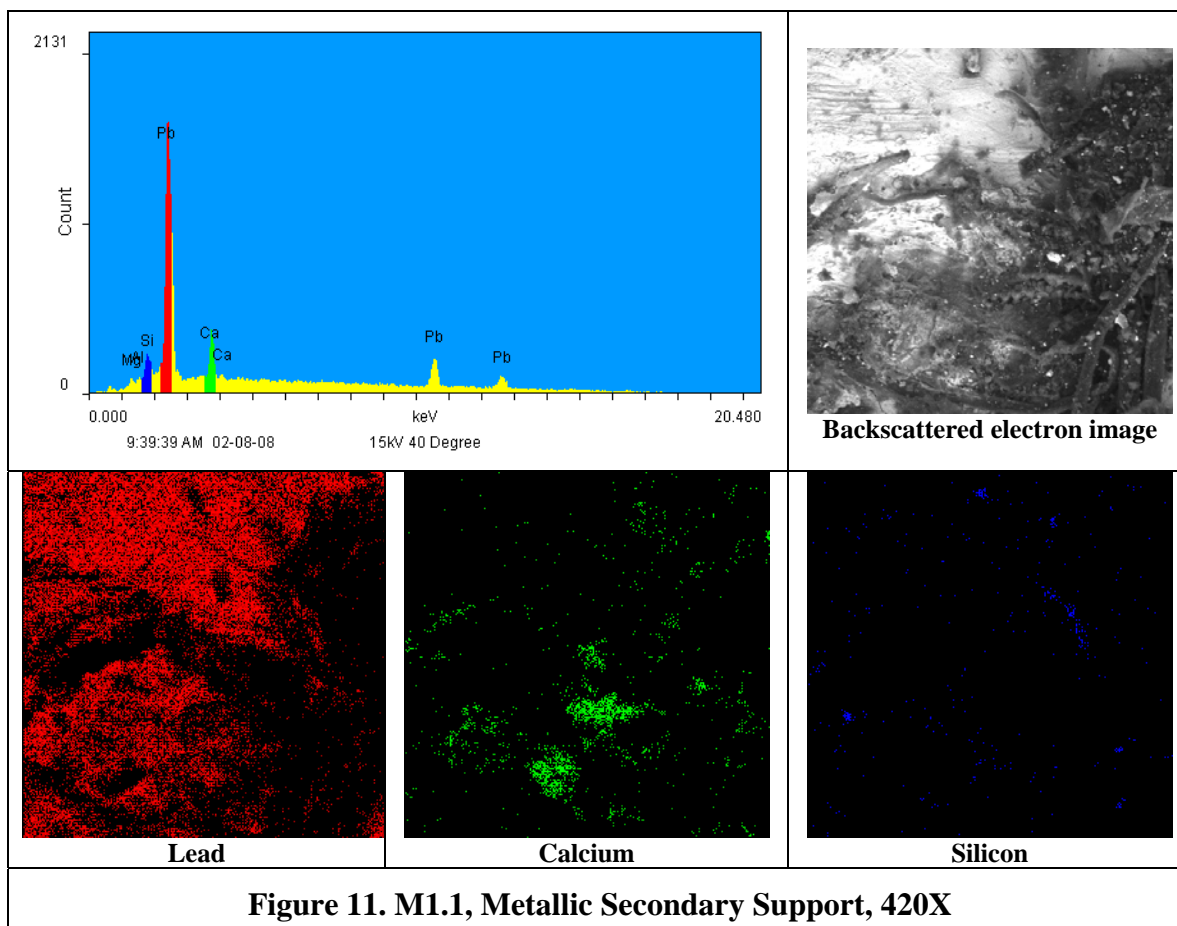 2131
Pb
Count
Ca
Si
Ca
Pb
Mg Al
Pb
0
0.000 keV 20.480
9:39:39 AM 02-08-08 15kV 40 Degree
Backscattered electron image
Lead
Calcium
Silicon
Figure 11. M1.1, Metallic Secondary Support, 420X